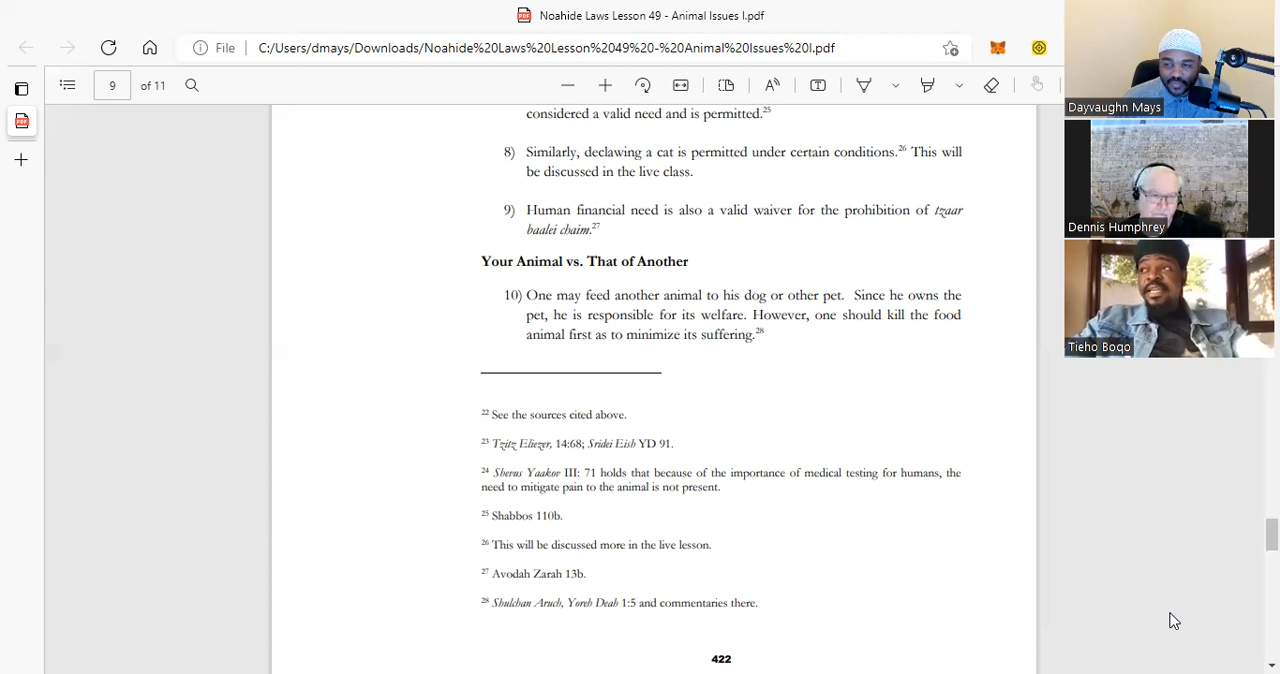 Noahide Laws Lesson 49 - Animal Issues I.pdf
File
C:/Users/dmays/Downloads/Noahide%20Laws%20Lesson%2049%20-%20Animal%20Issues%20I.pdf
9
of 11
considered a valid need and is permitted.25
8) Similarly, declawing a cat is permitted under certain conditions.26 This will
be discussed in the live class.
9) Human financial need is also a valid waiver for the prohibition of tzaar
baalei chaim.27
Your Animal vs. That of Another
10) One may feed another animal to his dog or other pet. Since he owns the
pet, he is responsible for its welfare. However, one should kill the food
animal first as to minimize its suffering.28
22 See the sources cited above.
23 Tzitz Eliezer, 14:68; Sridei Eish YD 91.
24 Sherus Yaakov III: 71 holds that because of the importance of medical testing for humans, the
need to mitigate pain to the animal is not present.
25 Shabbos 110b.
26 This will be discussed more in the live lesson.
27 Avodah Zarah 13b.
28 Shulchan Aruch, Yoreh Deah 1:5 and commentaries there.
422
Dayvaughn Mays
Dennis Humphrey
Tieho Boqo